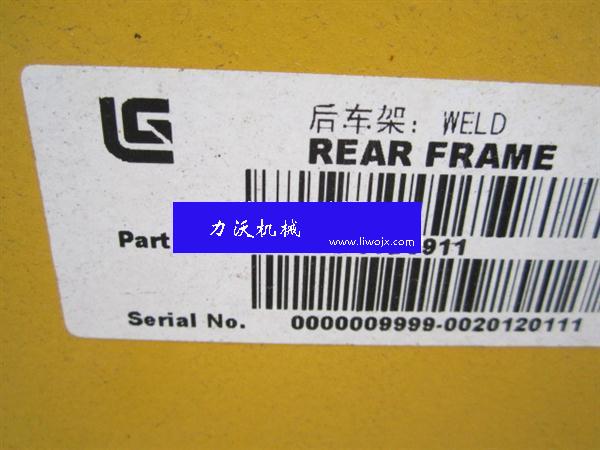 LG
后车架: WELD
REAR FRAME
力沃机械
www.liwojx.com
Part
911
Serial No. 0000009999-0020120111